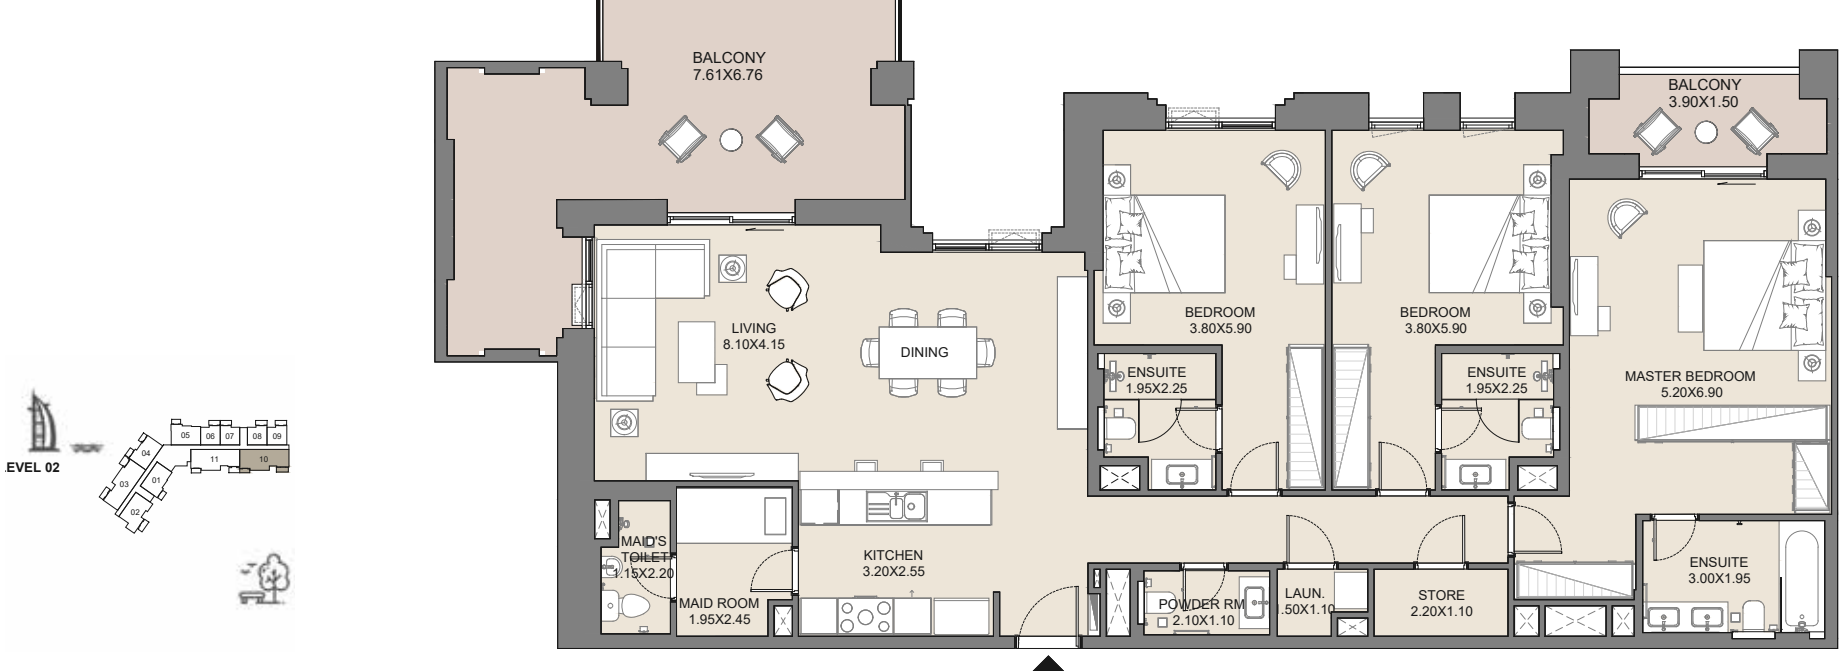 BALCONY
7.61X6.76
BALCONY
3.90X1.50
BEDROOM
3.80X5.90
BEDROOM
3.80X5.90
LIVING
8.10X4.15
DINING
ENSUITE
1.95X2.25
ENSUITE
1.95X2.25
MASTER BEDROOM
5.20X6.90
05
06
07
08
09
04
11
10
03
01
02
EVEL 02
MAID'S
TOILET
1.15X2.20
KITCHEN
3.20X2.55
ENSUITE
3.00X1.95
MAID ROOM
1.95X2.45
POWDER RM
2.10X1.10
LAUN.
1.50X1.10
STORE
2.20X1.10